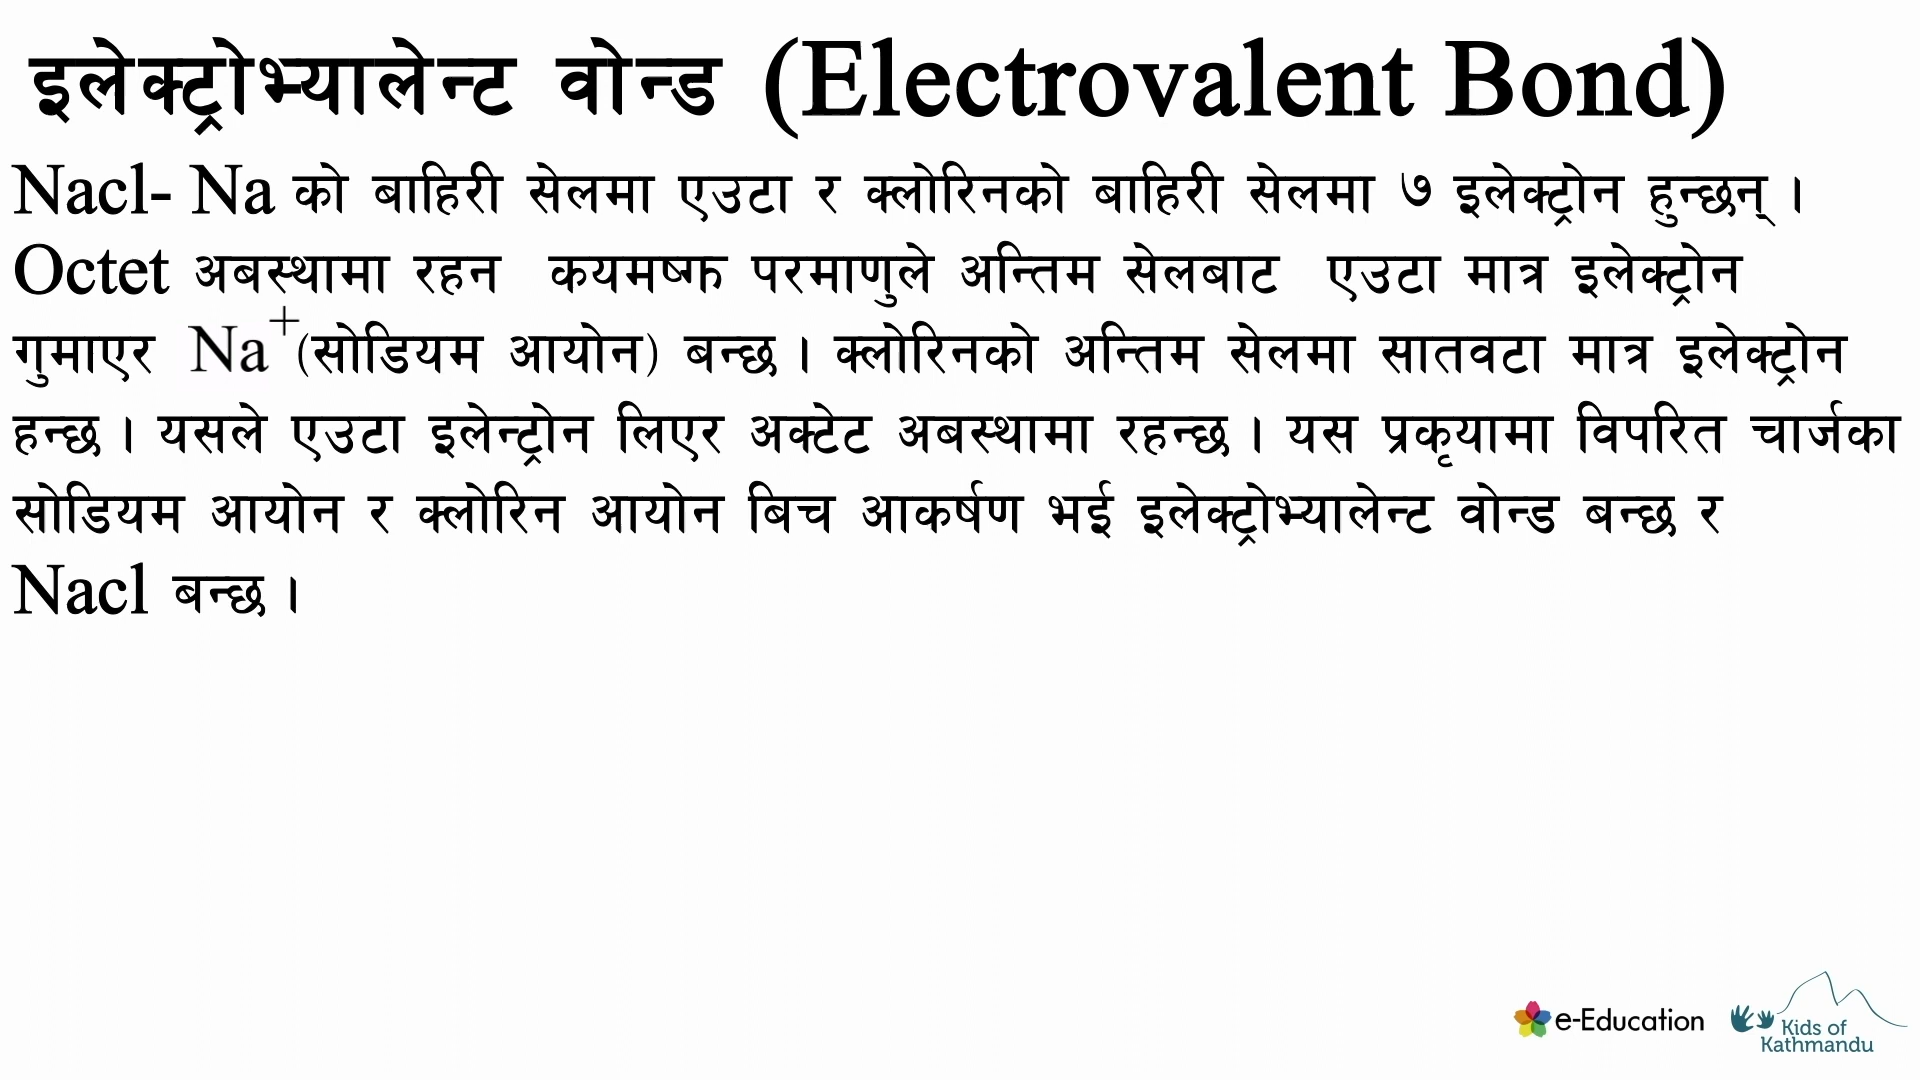 इलेक्ट्रोभ्यालेन्ट वोन्ड (Electrovalent Bond)
Nacl- Na को बाहिरी सेलमा एउटा र क्लोरिनको बाहिरी सेलमा ७ इलेक्ट्रोन हुन्छन् ।
Octet अबस्थामा रहन कयमष्फ परमाणुले अन्तिम सेलबाट एउटा मात्र इलेक्ट्रोन
गुमाएर Na⁺(सोडियम आयोन) बन्छ । क्लोरिनको अन्तिम सेलमा सातवटा मात्र इलेक्ट्रोन
हन्छ । यसले एउटा इलेन्ट्रोन लिएर अक्टेट अबस्थामा रहन्छ । यस प्रकृयामा विपरित चार्जका
सोडियम आयोन र क्लोरिन आयोन बिच आकर्षण भई इलेक्ट्रोभ्यालेन्ट वोन्ड बन्छ र
Nacl बन्छ ।
e-Education
Kids of
Kathmandu